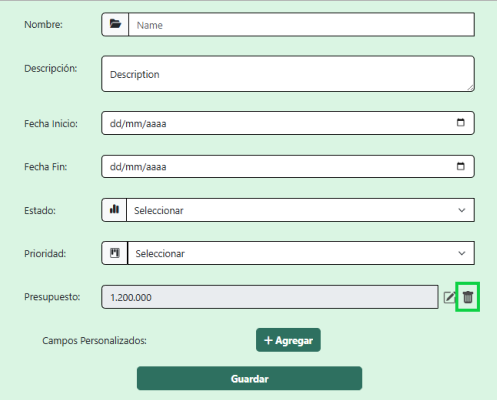 Nombre: Name
Descripción: Description
Fecha Inicio: dd/mm/aaaa
Fecha Fin: dd/mm/aaaa
Estado: Seleccionar
Prioridad: Seleccionar
Presupuesto: 1.200.000
Campos Personalizados: + Agregar
Guardar